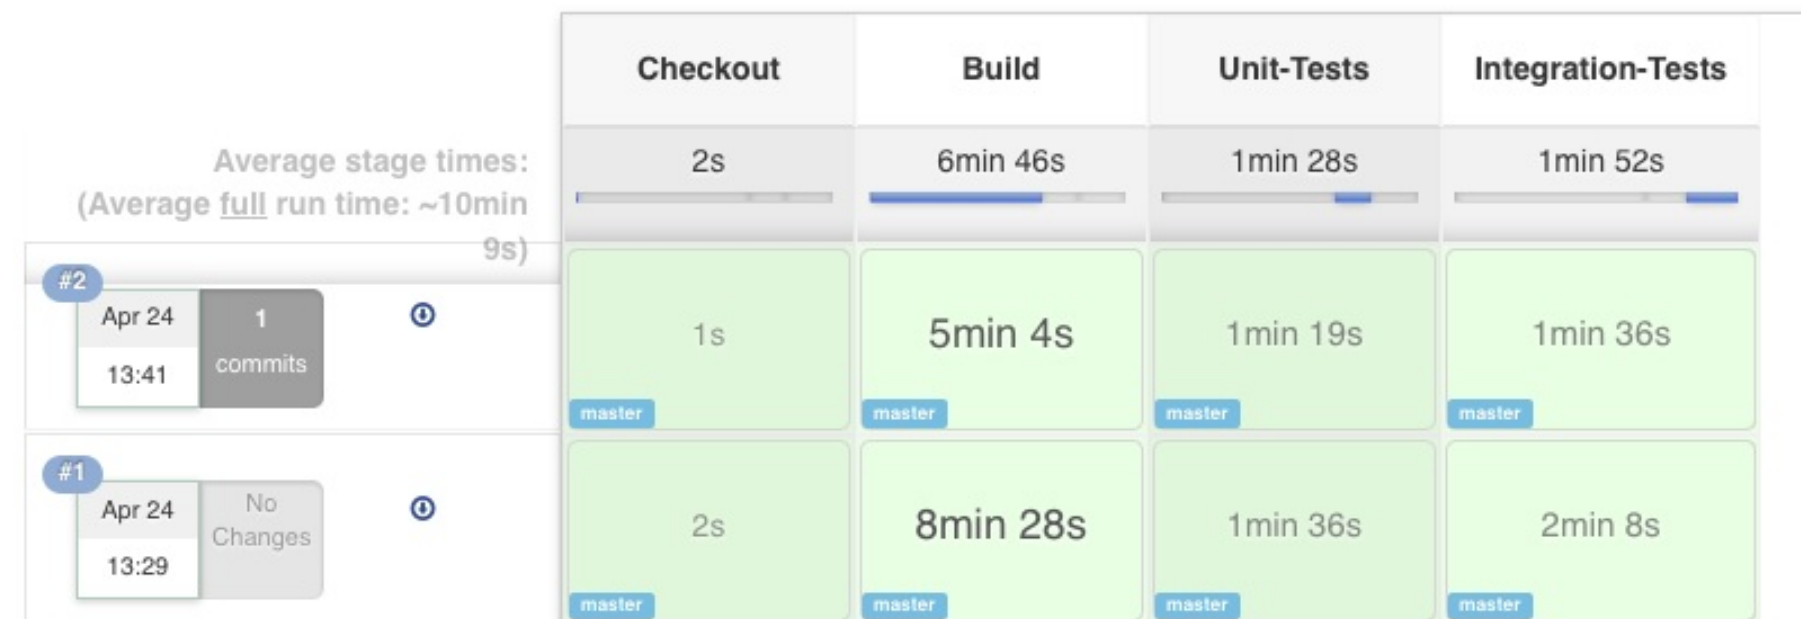 Checkout Build Unit-Tests Integration-Tests
Average stage times: 2s 6min 46s 1min 28s 1min 52s
(Average full run time: ~10min
9s)
#2
Apr 24 1
13:41 commits
1s 5min 4s 1min 19s 1min 36s
master master master master
#1
Apr 24 No
Changes
13:29
2s 8min 28s 1min 36s 2min 8s
master master master master